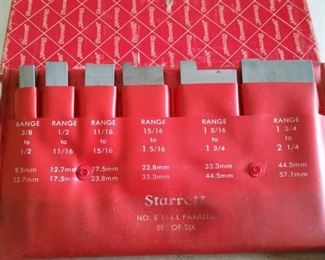 RANGE RANGE RANGE RANGE RANGE RANGE
3/8 1/2 11/16 15/16 1 5/16 1 3/4
to to to to to to
1/2 11/16 15/16 1 5/16 1 3/4 2 1/4
9.5mm 12.7mm 17.5mm 23.8mm 33.3mm 44.5mm
12.7mm 17.5mm 23.8mm 33.3mm 44.5mm 57.1mm
Starrett
NO. S 154 L PARALLELS
SET OF SIX